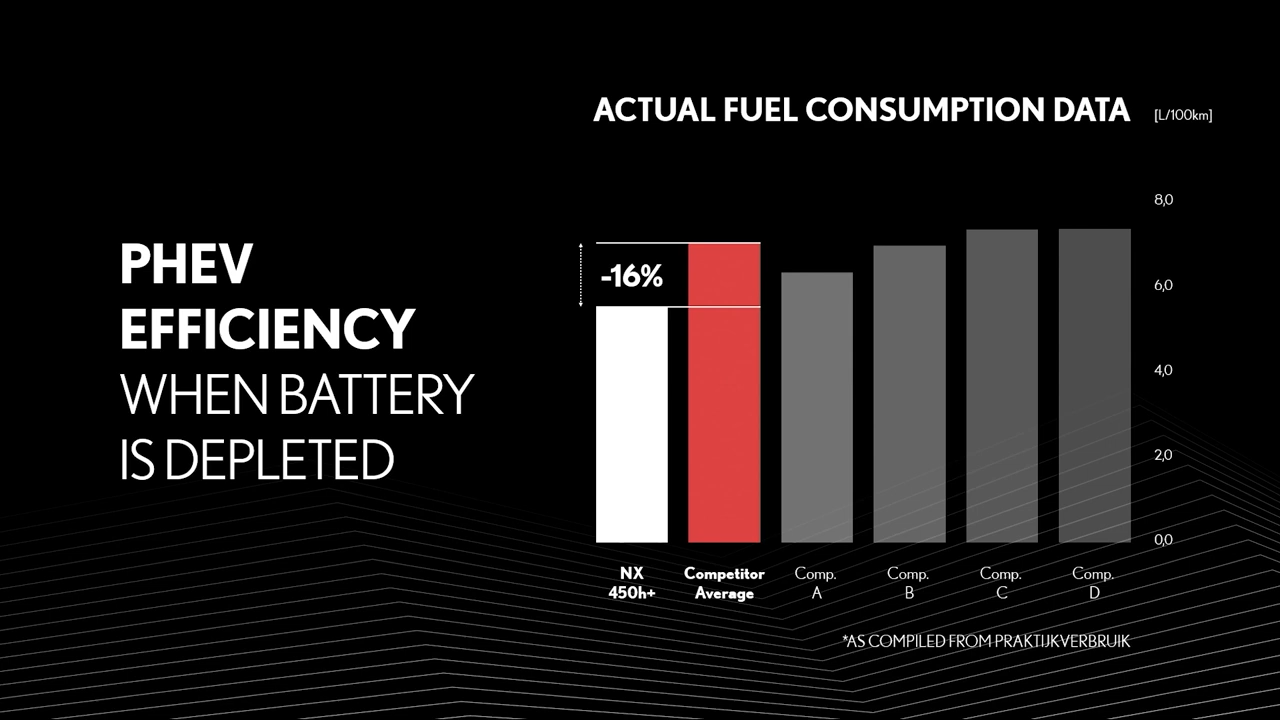 ACTUAL FUEL CONSUMPTION DATA [L/100km]
PHEV
EFFICIENCY
WHEN BATTERY
IS DEPLETED
-16%
8,0
6,0
4,0
2,0
0,0
NX
450h+
Competitor
Average
Comp.
A
Comp.
B
Comp.
C
Comp.
D
*AS COMPILED FROM PRAKTIJKVERBRUIK